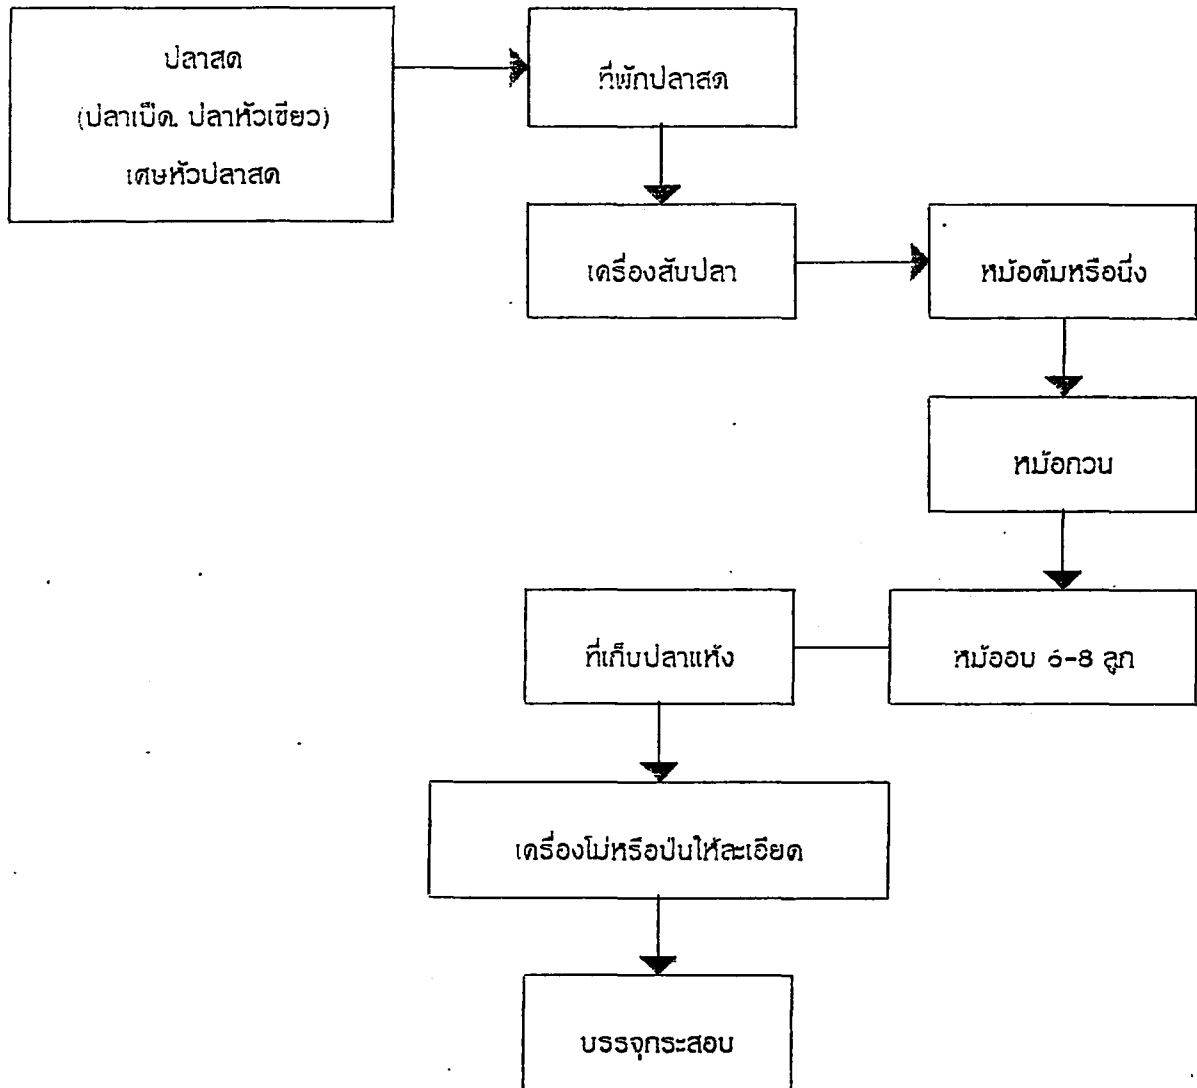 ปลาสด
(ปลาเป็ด. ปลาหัวเขียว)
เศษหัวปลาสด
ที่พักปลาสด
เครื่องสับปลา
หม้อต้มหรือนึ่ง
หม้อกวน
หม้ออบ 6-8 ลูก
ที่เก็บปลาแห้ง
เครื่องโม่หรือป่นให้ละเอียด
บรรจุกระสอบ